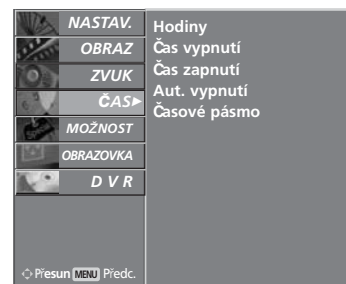 NASTAV.
OBRAZ
ZVUK
ČAS
MOŽNOST
OBRAZOVKA
D V R
Hodiny
Čas vypnutí
Čas zapnutí
Aut. vypnutí
Časové pásmo
Přesun MENU Předc.